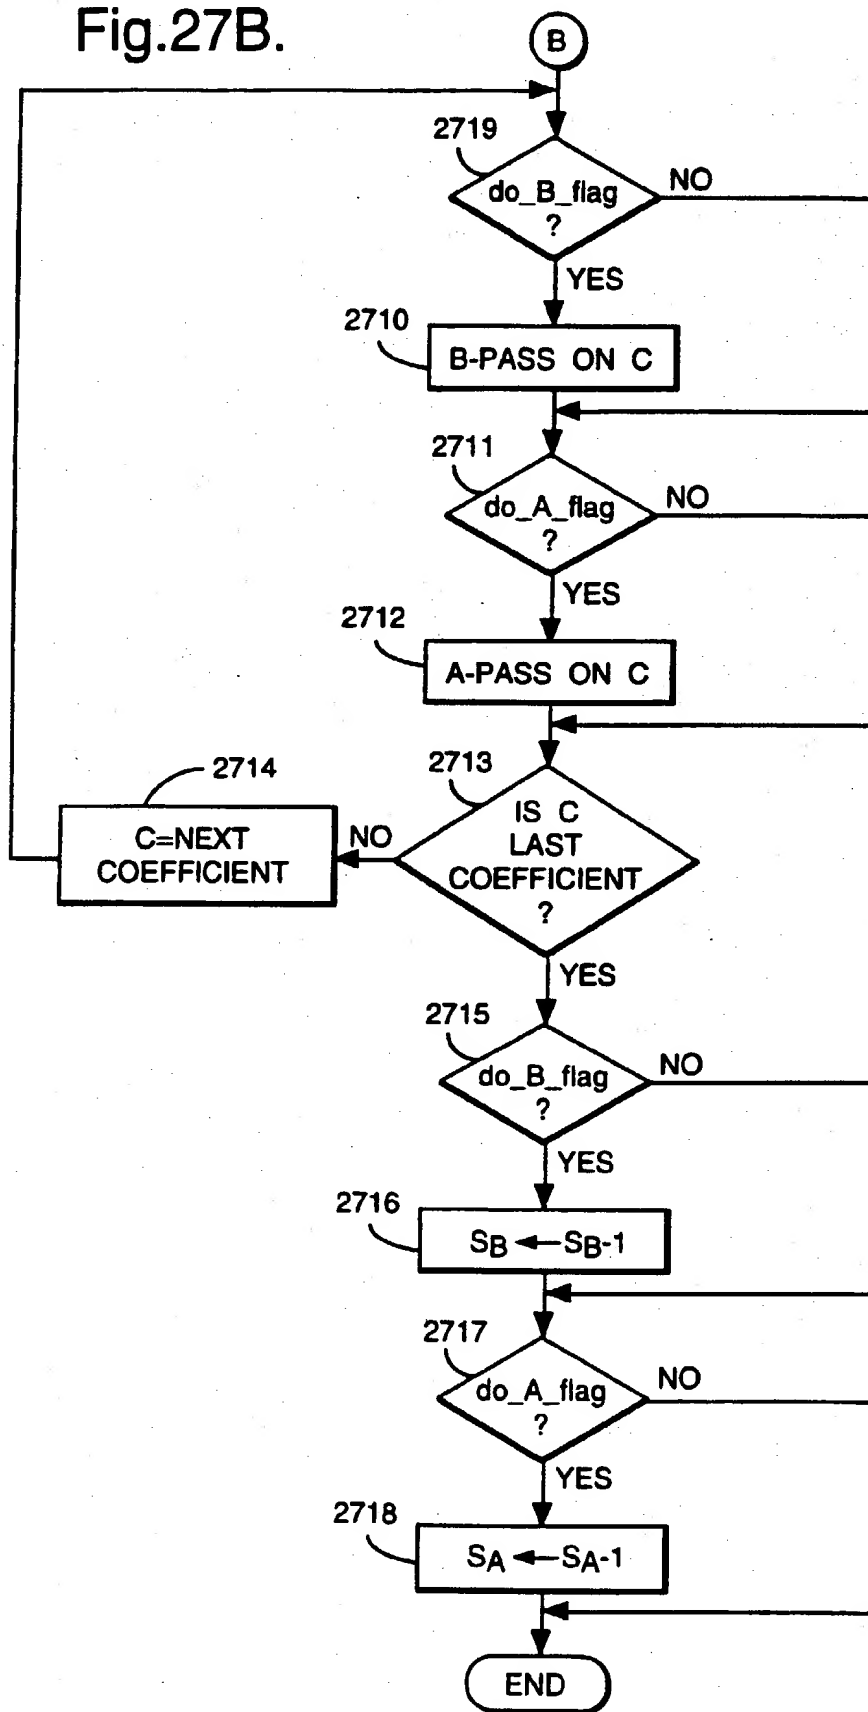 Fig.27B.
B
2719
do_B_flag
?
NO
YES
2710
B-PASS ON C
2711
do_A_flag
?
NO
YES
2712
A-PASS ON C
2714
C=NEXT
COEFFICIENT
NO
2713
IS C
LAST
COEFFICIENT
?
YES
2715
do_B_flag
?
NO
YES
2716
SB ← SB-1
2717
do_A_flag
?
NO
YES
2718
SA ← SA-1
END